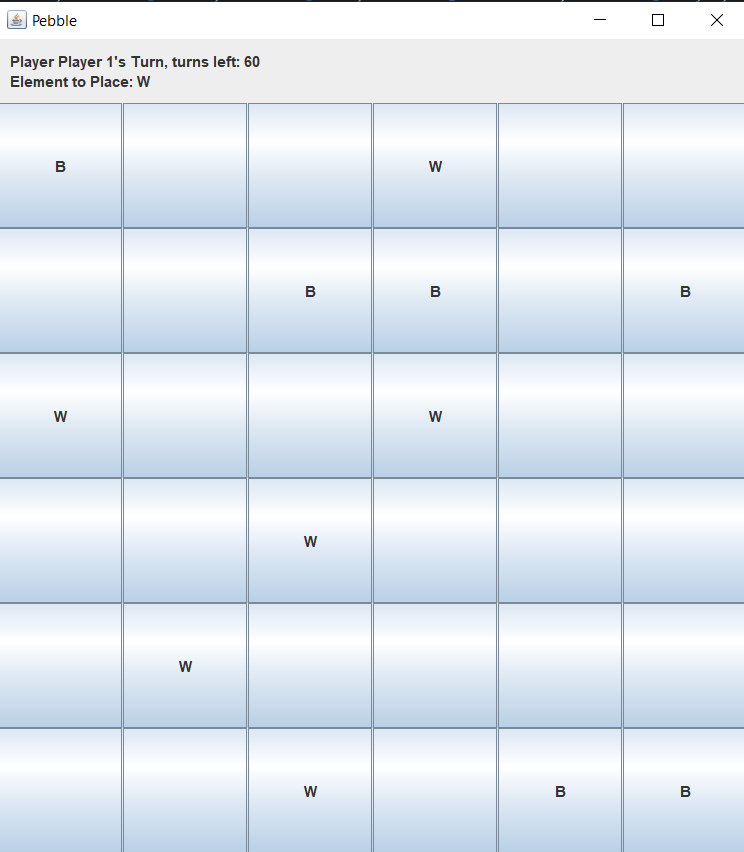 Pebble
Player Player 1's Turn, turns left: 60
Element to Place: W
B W
B B B
W W
W
W
W B B